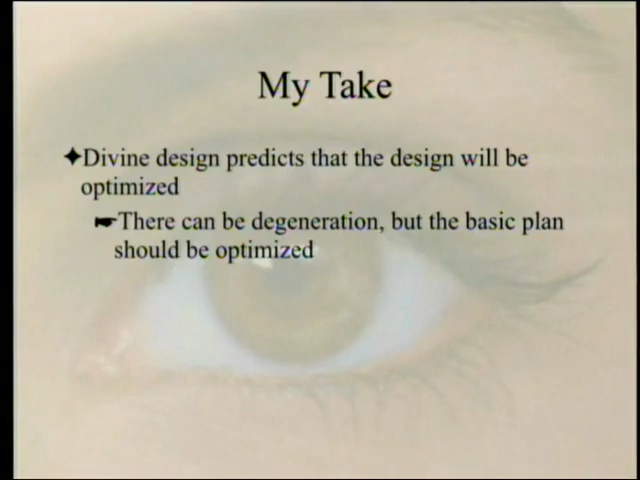 My Take
Divine design predicts that the design will be
optimized
There can be degeneration, but the basic plan
should be optimized